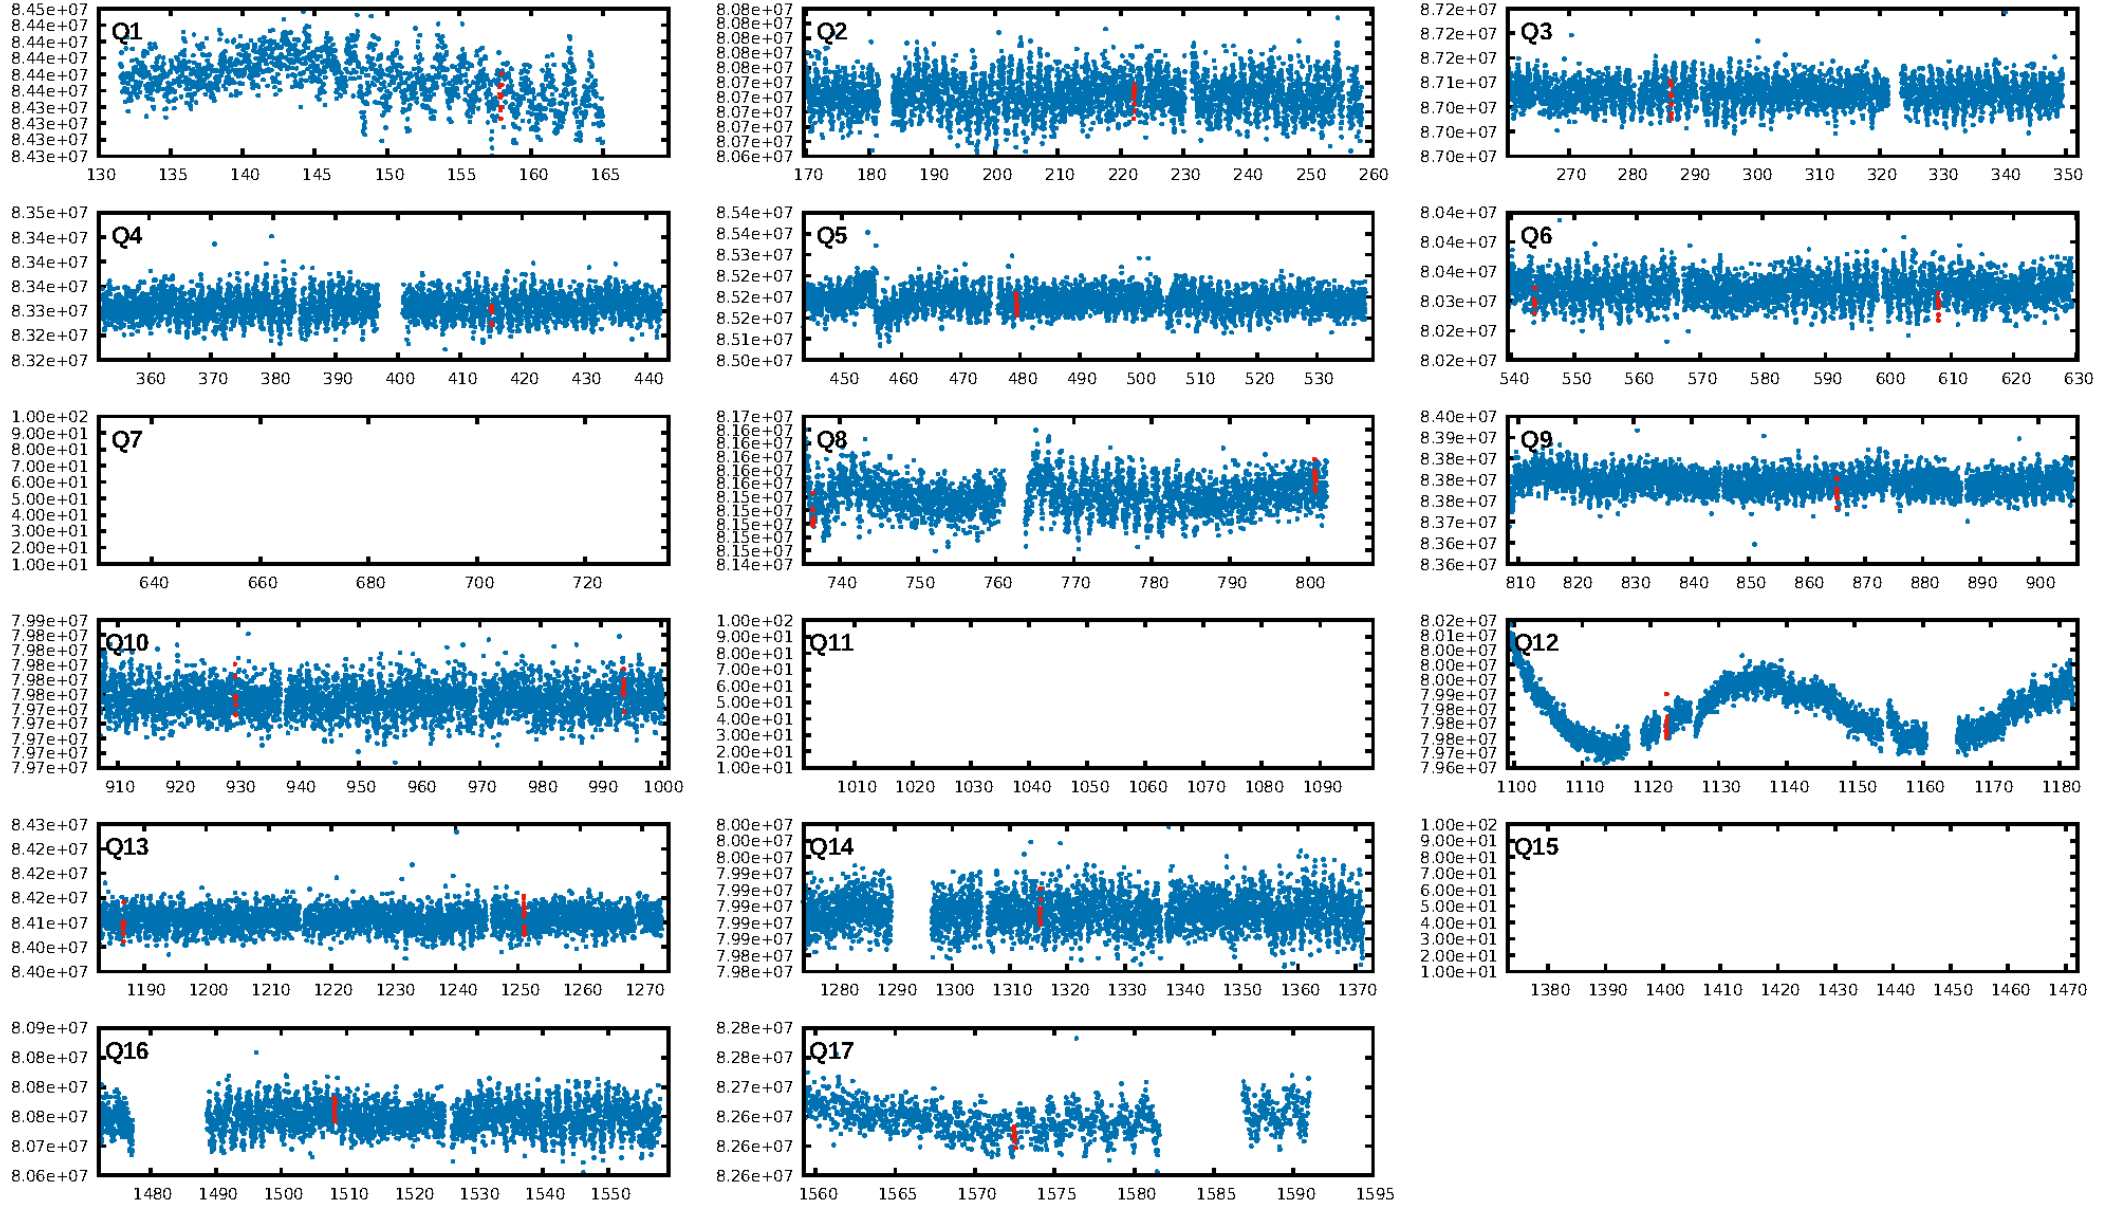 8.45e+07
8.44e+07
8.44e+07
8.44e+07
8.44e+07
8.44e+07
8.43e+07
8.43e+07
8.43e+07
8.43e+07
Q1
130 135 140 145 150 155 160 165
8.08e+07
8.08e+07
8.08e+07
8.08e+07
8.08e+07
8.07e+07
8.07e+07
8.07e+07
8.07e+07
8.07e+07
8.06e+07
Q2
170 180 190 200 210 220 230 240 250 260
8.72e+07
8.72e+07
8.72e+07
8.71e+07
8.70e+07
8.70e+07
8.70e+07
Q3
270 280 290 300 310 320 330 340 350
8.35e+07
8.34e+07
8.34e+07
8.34e+07
8.33e+07
8.32e+07
8.32e+07
Q4
360 370 380 390 400 410 420 430 440
8.54e+07
8.53e+07
8.52e+07
8.52e+07
8.52e+07
8.51e+07
8.50e+07
Q5
450 460 470 480 490 500 510 520 530
8.04e+07
8.04e+07
8.04e+07
8.03e+07
8.02e+07
8.02e+07
Q6
540 550 560 570 580 590 600 610 620 630
1.00e+02
9.00e+01
8.00e+01
7.00e+01
6.00e+01
5.00e+01
4.00e+01
3.00e+01
2.00e+01
1.00e+01
Q7
640 660 680 700 720
8.17e+07
8.16e+07
8.16e+07
8.16e+07
8.16e+07
8.16e+07
8.15e+07
8.15e+07
8.15e+07
8.15e+07
8.15e+07
8.14e+07
Q8
740 750 760 770 780 790 800
8.40e+07
8.39e+07
8.38e+07
8.38e+07
8.38e+07
8.37e+07
8.36e+07
8.36e+07
Q9
810 820 830 840 850 860 870 880 890 900
7.99e+07
7.98e+07
7.98e+07
7.98e+07
7.98e+07
7.98e+07
7.97e+07
7.97e+07
7.97e+07
7.97e+07
7.97e+07
Q10
910 920 930 940 950 960 970 980 990 1000
1.00e+02
9.00e+01
8.00e+01
7.00e+01
6.00e+01
5.00e+01
4.00e+01
3.00e+01
2.00e+01
1.00e+01
Q11
1010 1020 1030 1040 1050 1060 1070 1080 1090
8.02e+07
8.01e+07
8.01e+07
8.00e+07
8.00e+07
7.99e+07
7.99e+07
7.98e+07
7.98e+07
7.97e+07
7.96e+07
Q12
1100 1110 1120 1130 1140 1150 1160 1170 1180
8.43e+07
8.42e+07
8.42e+07
8.42e+07
8.41e+07
8.40e+07
8.40e+07
Q13
1190 1200 1210 1220 1230 1240 1250 1260 1270
8.00e+07
8.00e+07
8.00e+07
7.99e+07
7.99e+07
7.99e+07
7.99e+07
7.99e+07
7.98e+07
7.98e+07
Q14
1280 1290 1300 1310 1320 1330 1340 1350 1360 1370
1.00e+02
9.00e+01
8.00e+01
7.00e+01
6.00e+01
5.00e+01
4.00e+01
3.00e+01
2.00e+01
1.00e+01
Q15
1380 1390 1400 1410 1420 1430 1440 1450 1460 1470
8.09e+07
8.08e+07
8.08e+07
8.08e+07
8.07e+07
8.06e+07
Q16
1480 1490 1500 1510 1520 1530 1540 1550
8.28e+07
8.28e+07
8.27e+07
8.26e+07
8.26e+07
8.26e+07
Q17
1560 1565 1570 1575 1580 1585 1590 1595